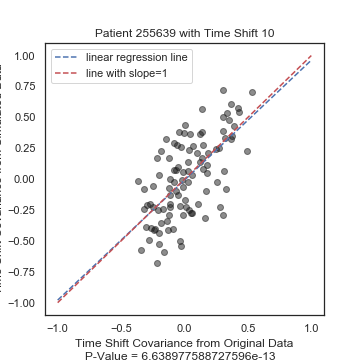 Patient 255639 with Time Shift 10
linear regression line
line with slope=1
1.00
0.75
0.50
0.25
0.00
−0.25
−0.50
−0.75
−1.00
−1.0
−0.5
0.0
0.5
1.0
Time Shift Covariance from Original Data
P-Value = 6.638977588727596e-13